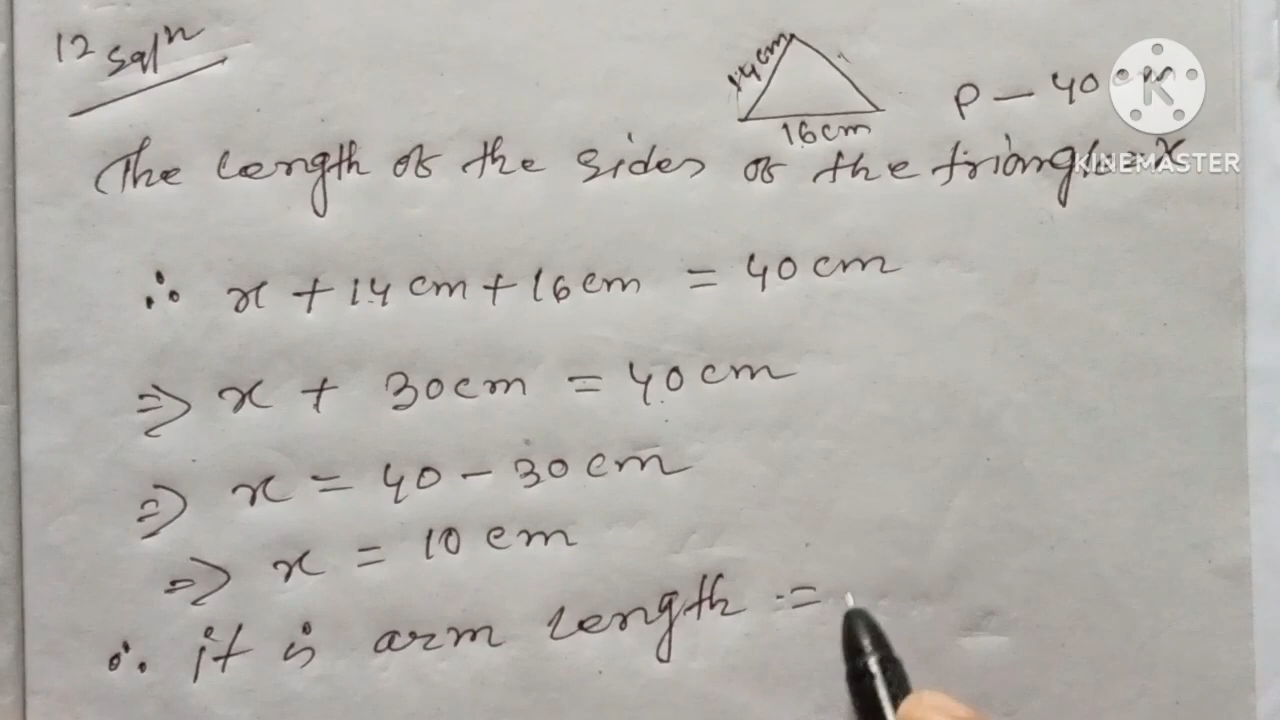 12 Solⁿ
14cm
16cm
P - 40 cm
The length of the sides of the triangle x
KINEMASTER
∴ x + 14 cm + 16 cm = 40 cm
⇒ x + 30 cm = 40 cm
⇒ x = 40 - 30 cm
⇒ x = 10 cm
∴ it is arm length =